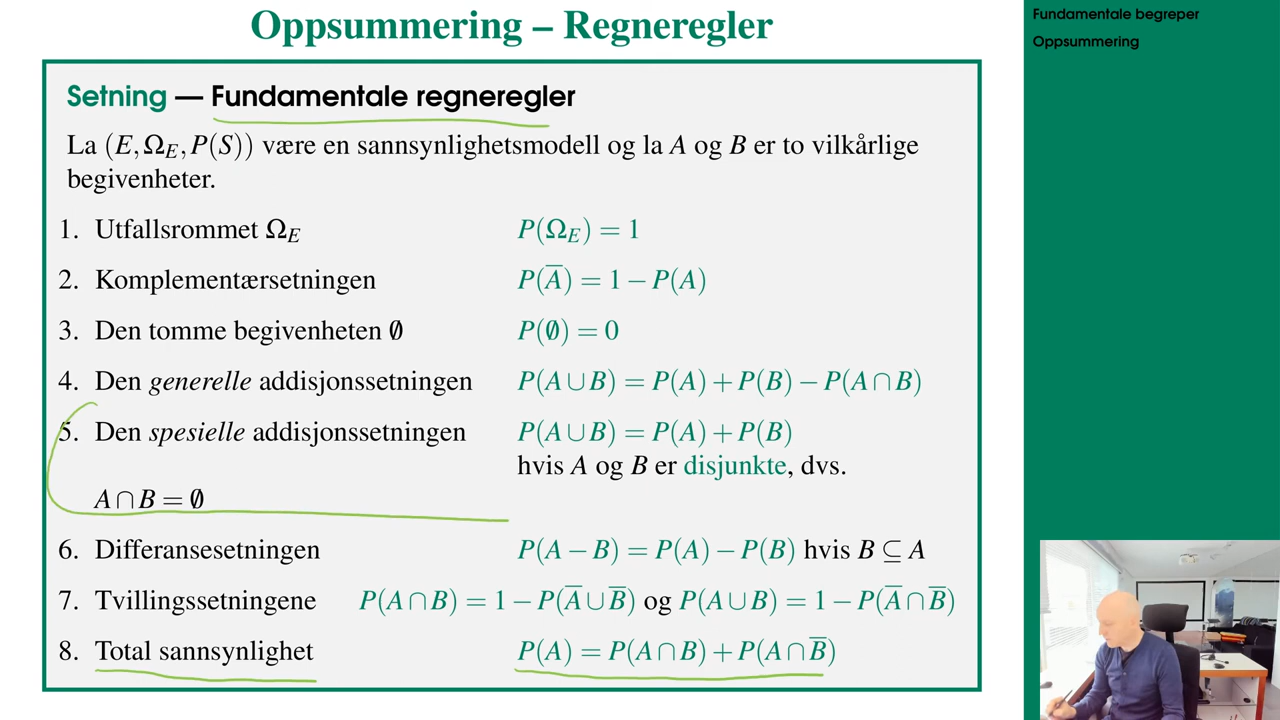 Oppsummering – Regneregler
Setning — Fundamentale regneregler
La (E, Ω_E, P(S)) være en sannsynlighetsmodell og la A og B er to vilkårlige
begivenheter.
1. Utfallsrommet Ω_E P(Ω_E) = 1
2. Komplementærsetningen P(A̅) = 1 − P(A)
3. Den tomme begivenheten ∅ P(∅) = 0
4. Den generelle addisjonssetningen P(A ∪ B) = P(A) + P(B) − P(A ∩ B)
5. Den spesielle addisjonssetningen P(A ∪ B) = P(A) + P(B)
hvis A og B er disjunkte, dvs.
A ∩ B = ∅
6. Differansesetningen P(A − B) = P(A) − P(B) hvis B ⊆ A
7. Tvillingssetningene P(A ∩ B) = 1 − P(A̅ ∪ B̅) og P(A ∪ B) = 1 − P(A̅ ∩ B̅)
8. Total sannsynlighet P(A) = P(A ∩ B) + P(A ∩ B̅)
Fundamentale begreper
Oppsummering